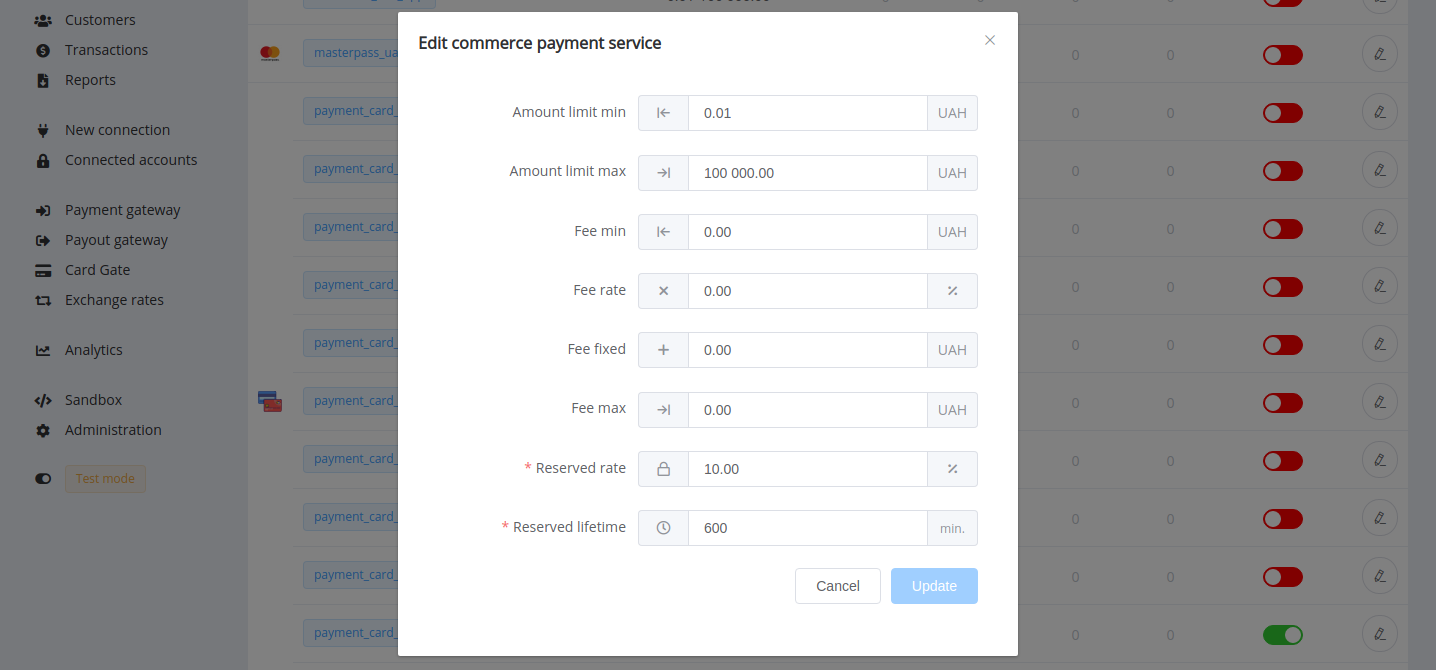 Customers
Transactions
Reports
New connection
Connected accounts
Payment gateway
Payout gateway
Card Gate
Exchange rates
Analytics
Sandbox
Administration
Test mode
masterpass_ua
payment_card_
payment_card_
payment_card_
payment_card_
payment_card_
payment_card_
payment_card_
payment_card_
payment_card_
payment_card_
Edit commerce payment service
Amount limit min 0.01 UAH
Amount limit max 100 000.00 UAH
Fee min 0.00 UAH
Fee rate 0.00 %
Fee fixed 0.00 UAH
Fee max 0.00 UAH
* Reserved rate 10.00 %
* Reserved lifetime 600 min.
Cancel Update
0 0
0 0
0 0
0 0
0 0
0 0
0 0
0 0
0 0
0 0
0 0